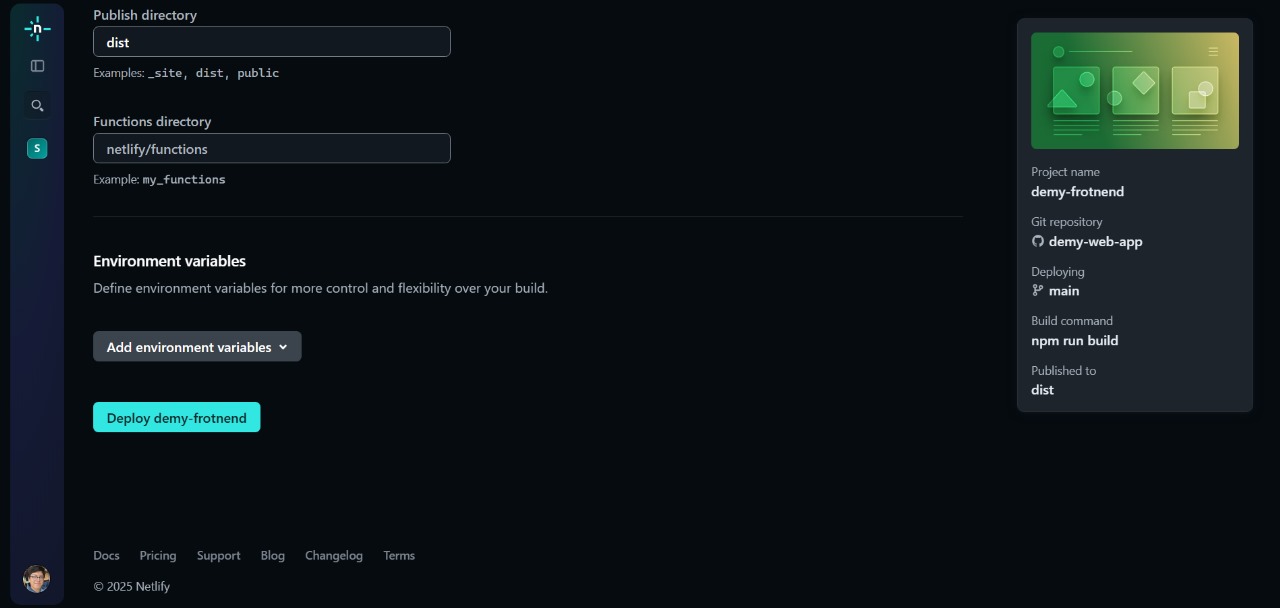 n
S
Publish directory
dist
Examples: _site, dist, public
Functions directory
netlify/functions
Example: my_functions
Environment variables
Define environment variables for more control and flexibility over your build.
Add environment variables
Deploy demy-frotnend
Docs Pricing Support Blog Changelog Terms
© 2025 Netlify
Project name
demy-frotnend
Git repository
demy-web-app
Deploying
main
Build command
npm run build
Published to
dist